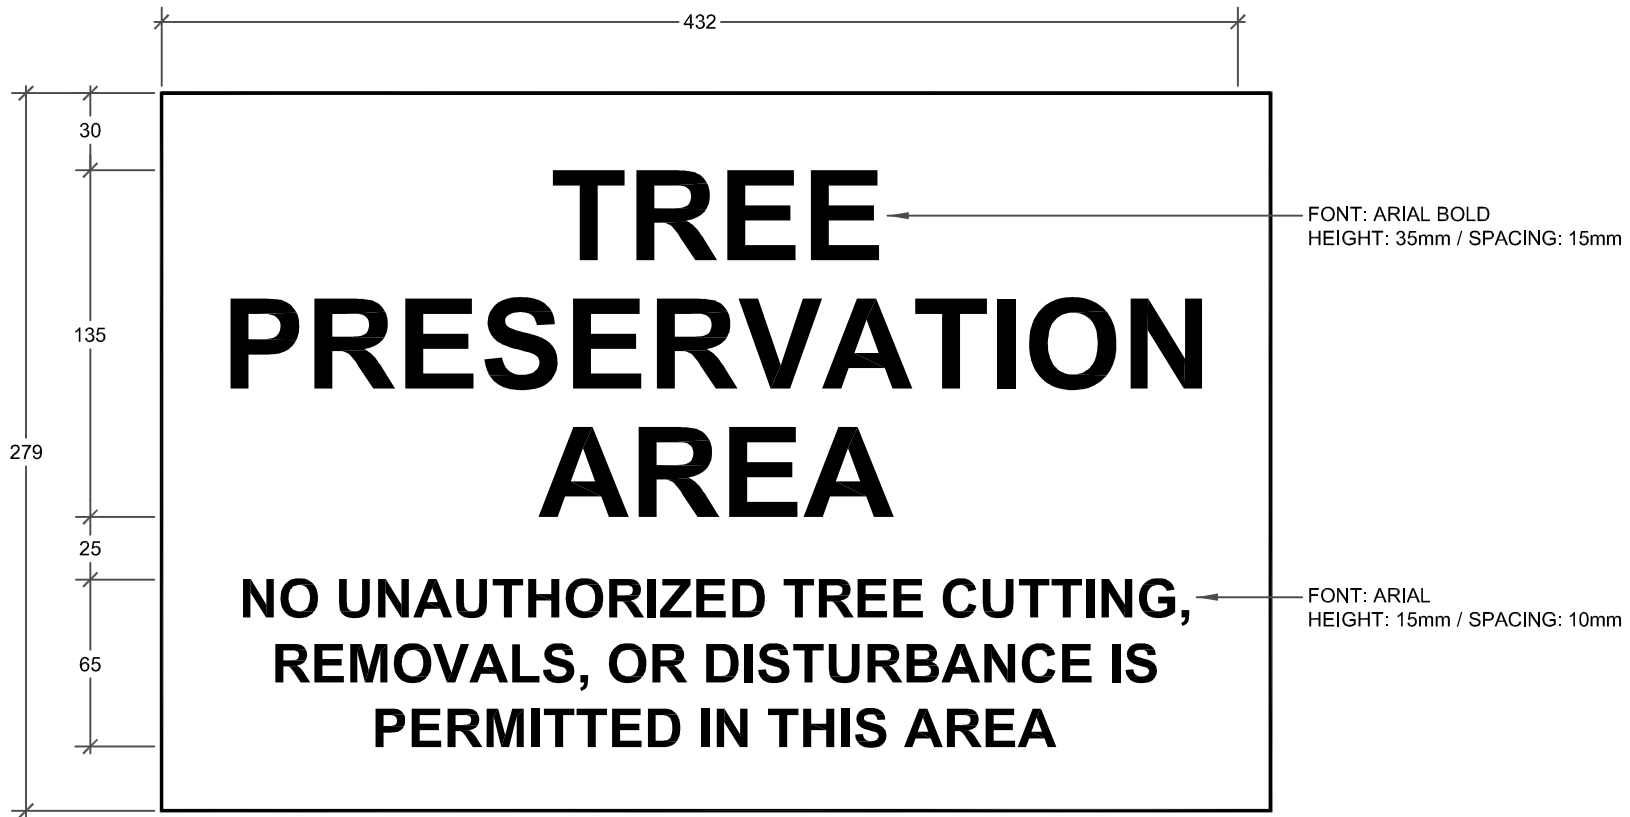 432
30
TREE
FONT: ARIAL BOLD
HEIGHT: 35mm / SPACING: 15mm
135
PRESERVATION
279
AREA
25
NO UNAUTHORIZED TREE CUTTING,
FONT: ARIAL
HEIGHT: 15mm / SPACING: 10mm
65
REMOVALS, OR DISTURBANCE IS
PERMITTED IN THIS AREA